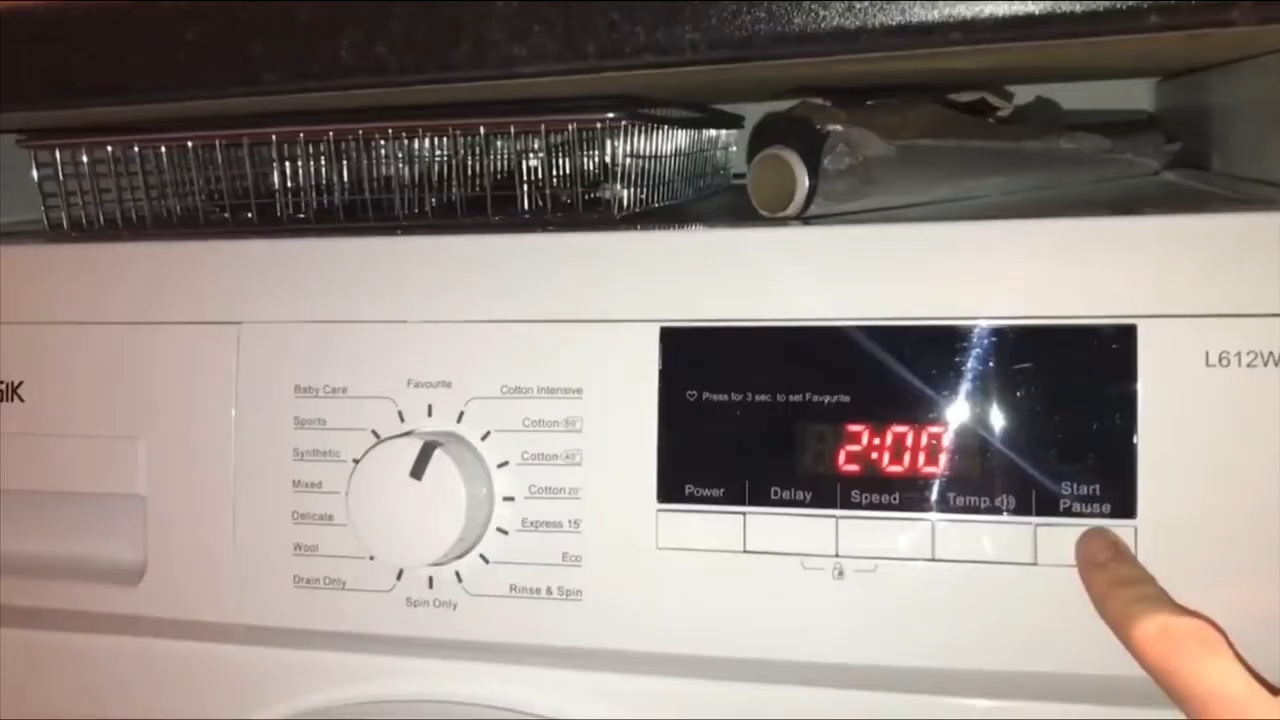 GIK
Baby Care
Sports
Synthetic
Mixed
Delicate
Wool
Drain Only
Favourite
Spin Only
Cotton Intensive
Cotton 60°
Cotton 40°
Cotton 20°
Express 15'
Eco
Rinse & Spin
♡ Press for 3 sec. to set Favourite
2:00
Power
Delay
Speed
Temp.
Start
Pause
L612W